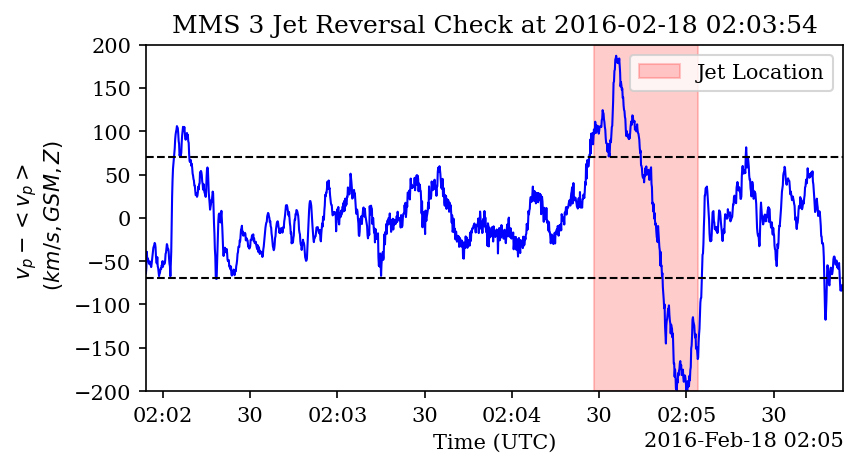 MMS 3 Jet Reversal Check at 2016-02-18 02:03:54
200
150
100
50
0
−50
−100
−150
−200
v_p − < v_p >
(km/s, GSM, Z)
Jet Location
02:02 30 02:03 30 02:04 30 02:05 30
Time (UTC)
2016-Feb-18 02:05